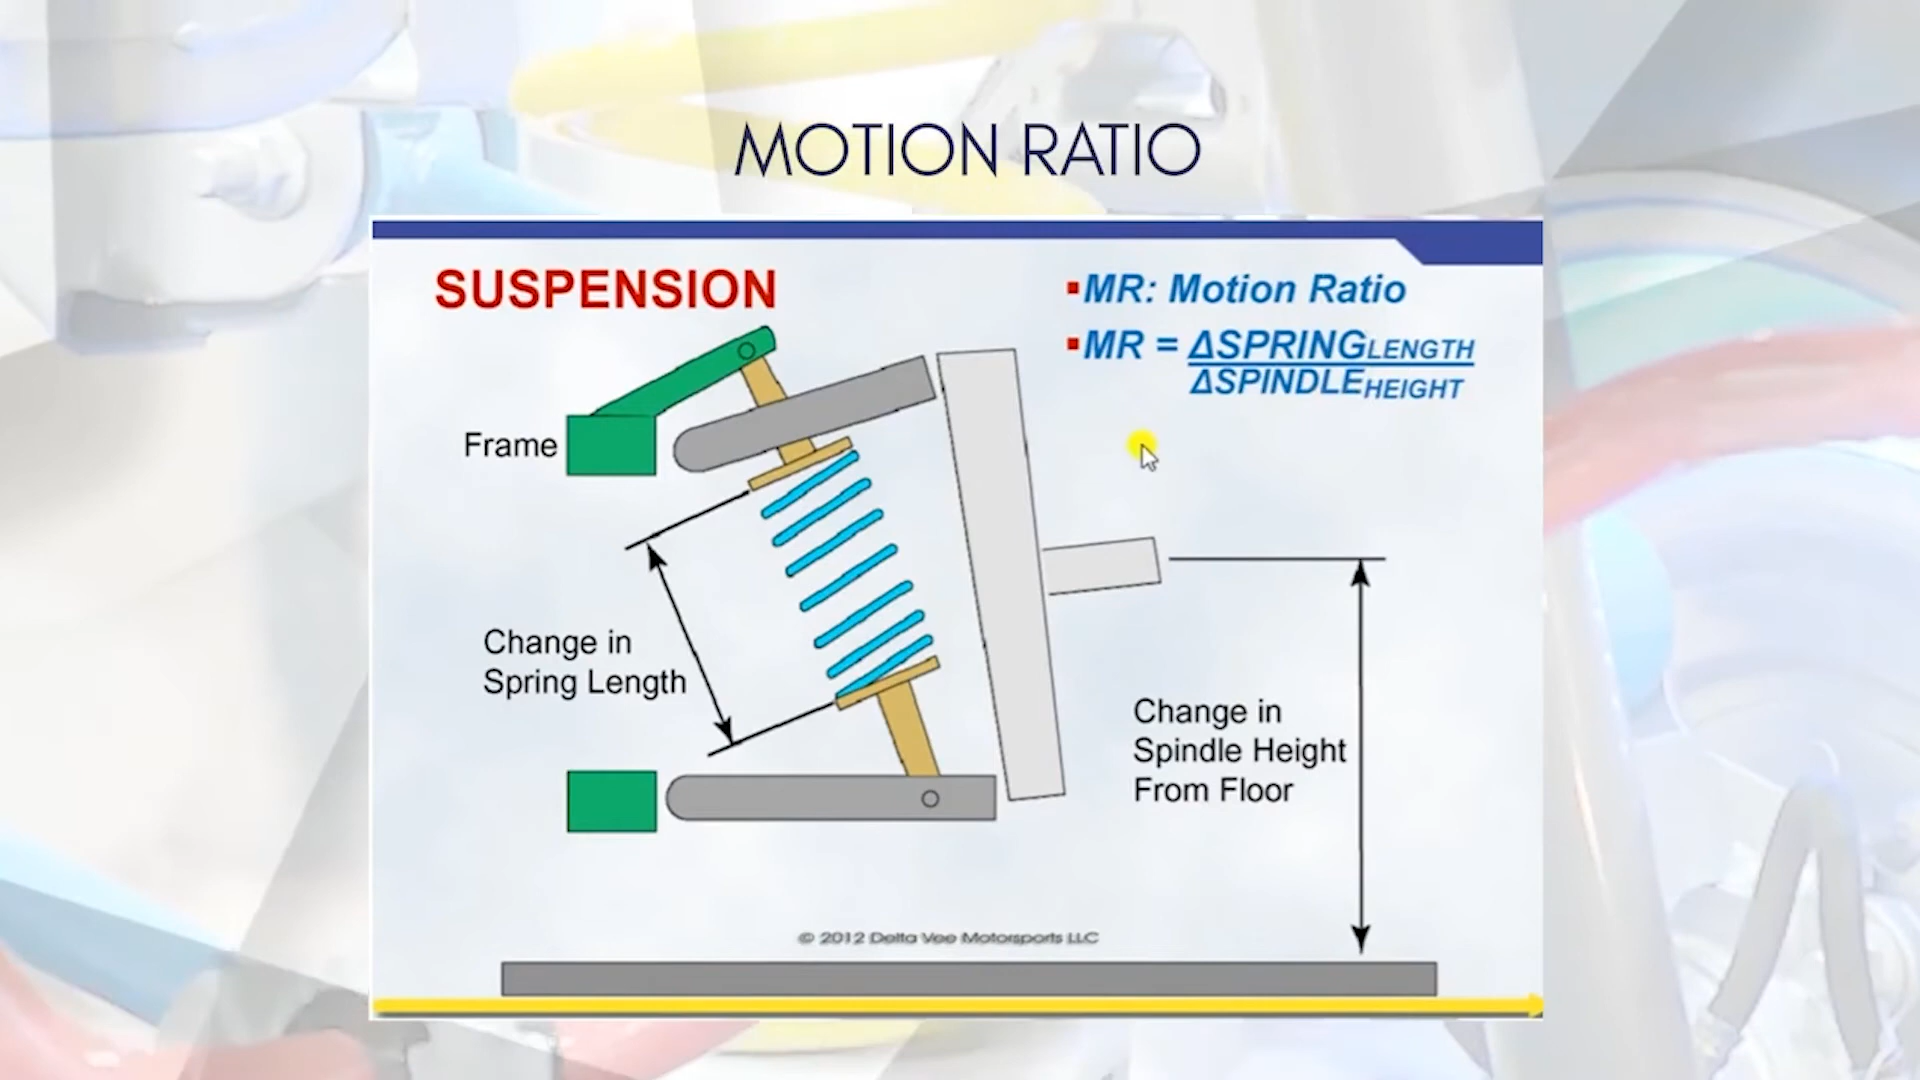 MOTION RATIO
SUSPENSION
▪MR: Motion Ratio
▪MR = ΔSPRINGLENGTH
ΔSPINDLEHEIGHT
Frame
Change in
Spring Length
Change in
Spindle Height
From Floor
© 2012 Delta Vee Motorsports LLC